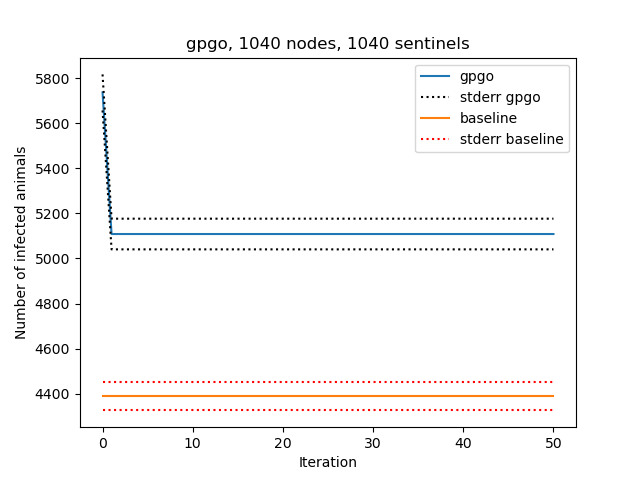 gpgo, 1040 nodes, 1040 sentinels
gpgo
stderr gpgo
baseline
stderr baseline
Number of infected animals
5800
5600
5400
5200
5000
4800
4600
4400
0 10 20 30 40 50
Iteration